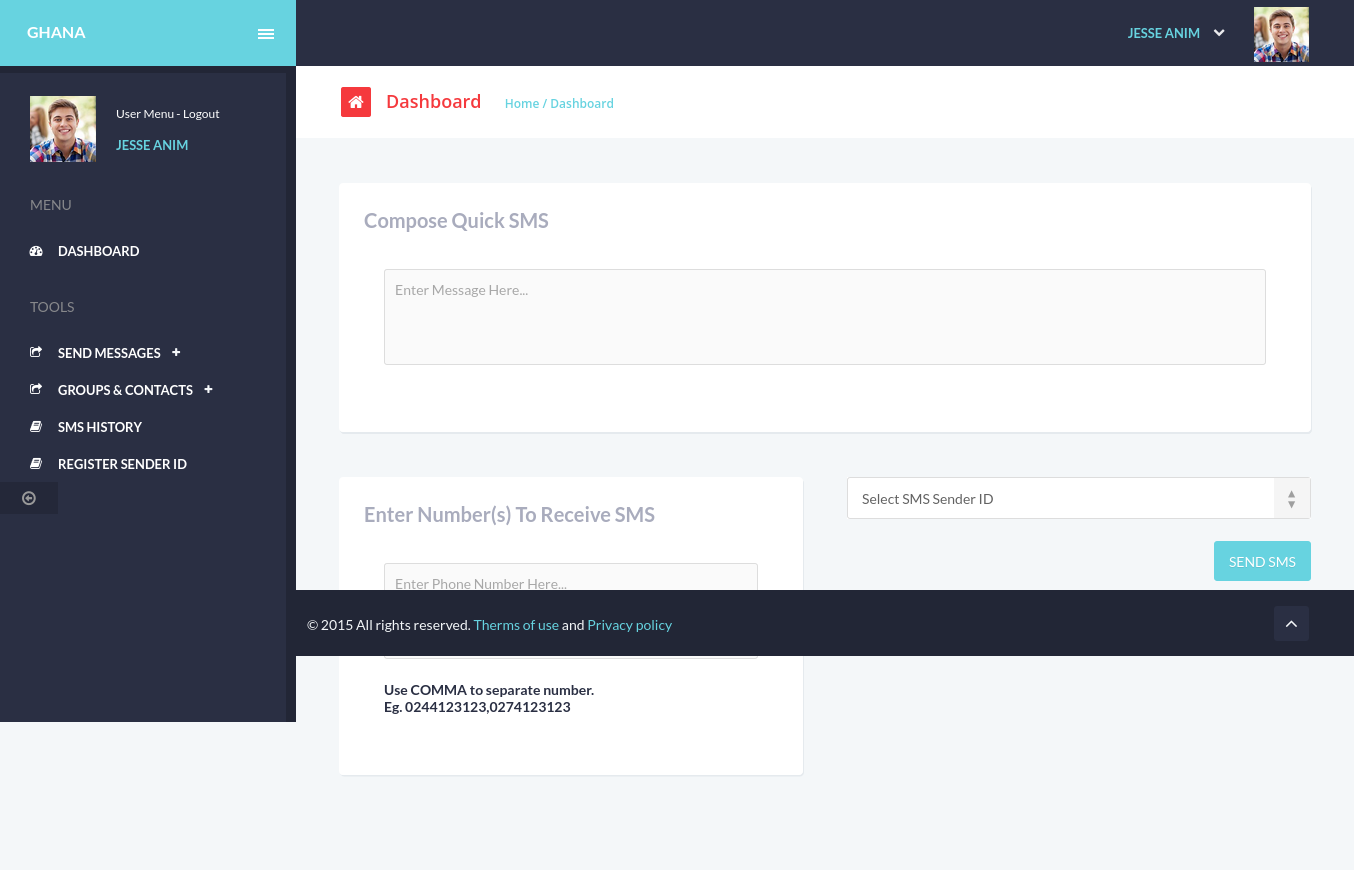 GHANA
JESSE ANIM
User Menu - Logout
JESSE ANIM
MENU
DASHBOARD
TOOLS
SEND MESSAGES +
GROUPS & CONTACTS +
SMS HISTORY
REGISTER SENDER ID
Dashboard
Home / Dashboard
Compose Quick SMS
Enter Message Here...
Enter Number(s) To Receive SMS
Enter Phone Number Here...
Select SMS Sender ID
SEND SMS
© 2015 All rights reserved. Therms of use and Privacy policy
Use COMMA to separate number.
Eg. 0244123123,0274123123